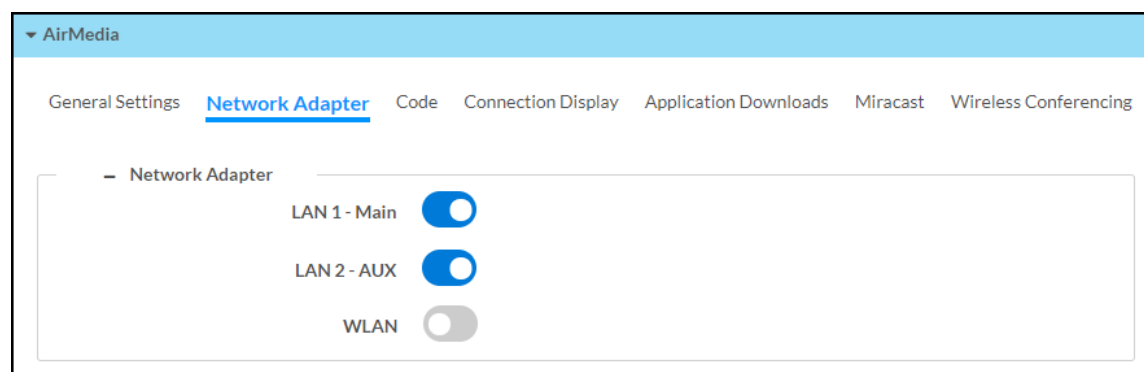 AirMedia
General Settings Network Adapter Code Connection Display Application Downloads Miracast Wireless Conferencing
Network Adapter
LAN 1 - Main
LAN 2 - AUX
WLAN